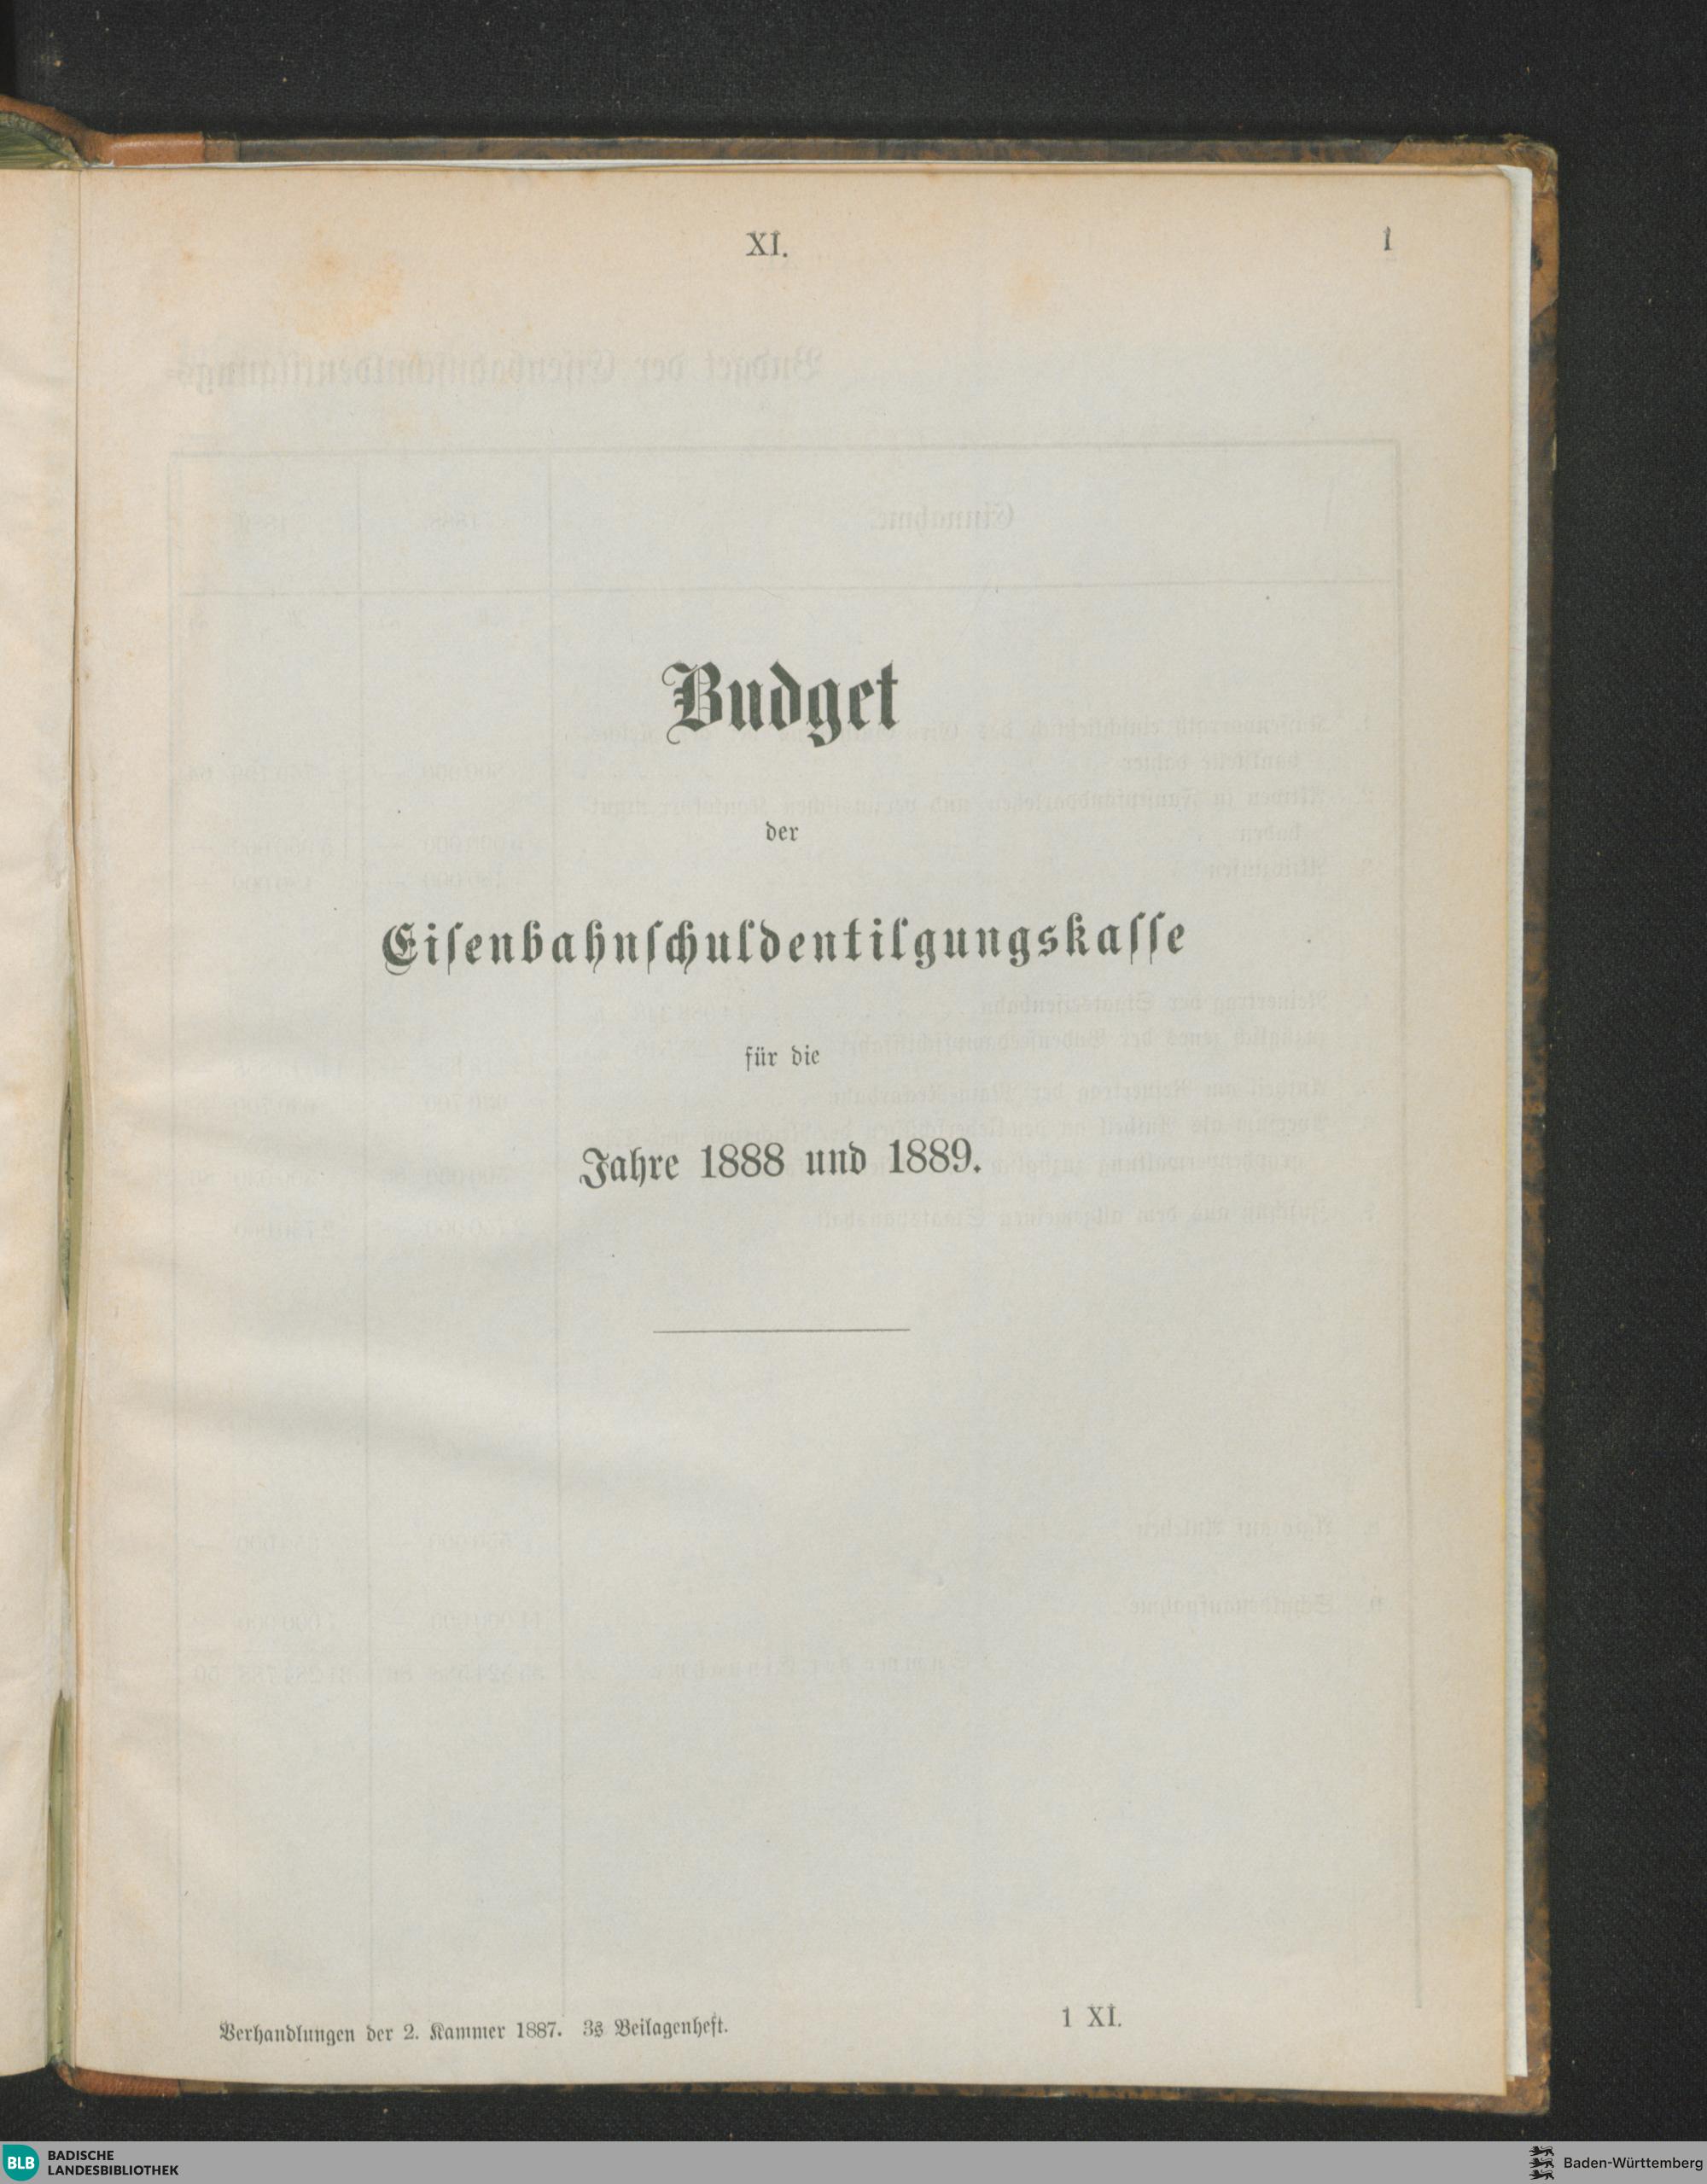 XI.
1
Budget
der
Eiſenbahnſchuldentilgungskaſſe
für die
Jahre 1888 und 1889.
Verhandlungen der 2. Kammer 1887. 3s Beilagenheft.
1 XI.
BLB BADISCHE
LANDESBIBLIOTHEK
Baden-Württemberg